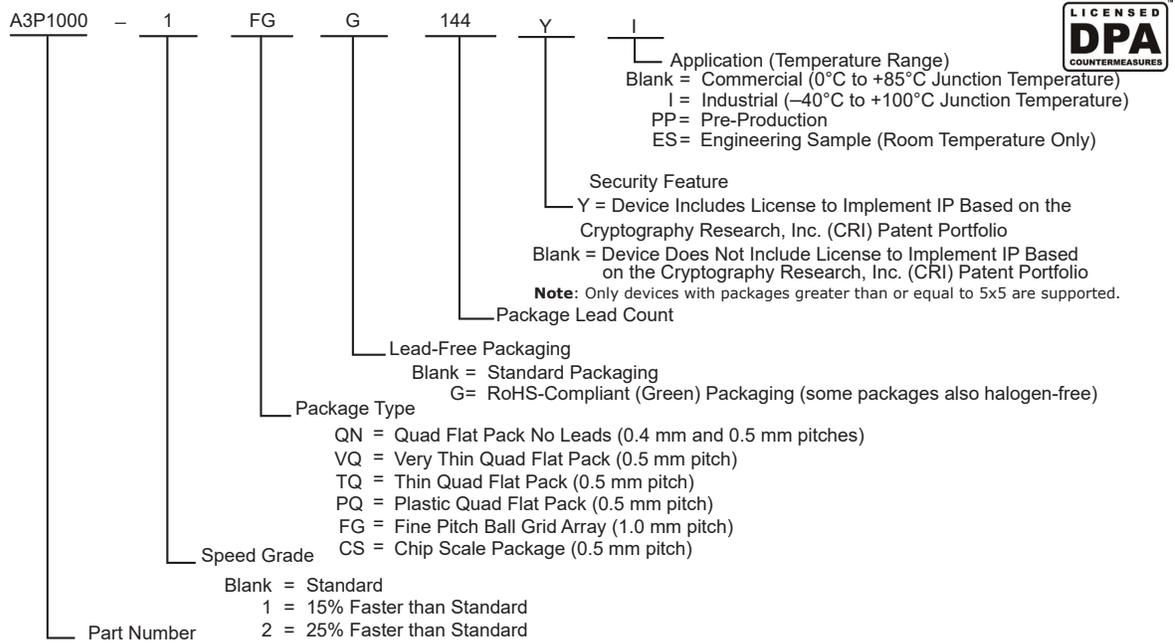 A3P1000 – 1 FG G 144 Y I
LICENSED
DPA
COUNTERMEASURES
Application (Temperature Range)
Blank = Commercial (0°C to +85°C Junction Temperature)
I = Industrial (–40°C to +100°C Junction Temperature)
PP = Pre-Production
ES = Engineering Sample (Room Temperature Only)
Security Feature
Y = Device Includes License to Implement IP Based on the
Cryptography Research, Inc. (CRI) Patent Portfolio
Blank = Device Does Not Include License to Implement IP Based
on the Cryptography Research, Inc. (CRI) Patent Portfolio
Note: Only devices with packages greater than or equal to 5x5 are supported.
Package Lead Count
Lead-Free Packaging
Blank = Standard Packaging
G= RoHS-Compliant (Green) Packaging (some packages also halogen-free)
Package Type
QN = Quad Flat Pack No Leads (0.4 mm and 0.5 mm pitches)
VQ = Very Thin Quad Flat Pack (0.5 mm pitch)
TQ = Thin Quad Flat Pack (0.5 mm pitch)
PQ = Plastic Quad Flat Pack (0.5 mm pitch)
FG = Fine Pitch Ball Grid Array (1.0 mm pitch)
CS = Chip Scale Package (0.5 mm pitch)
Speed Grade
Blank = Standard
1 = 15% Faster than Standard
2 = 25% Faster than Standard
Part Number